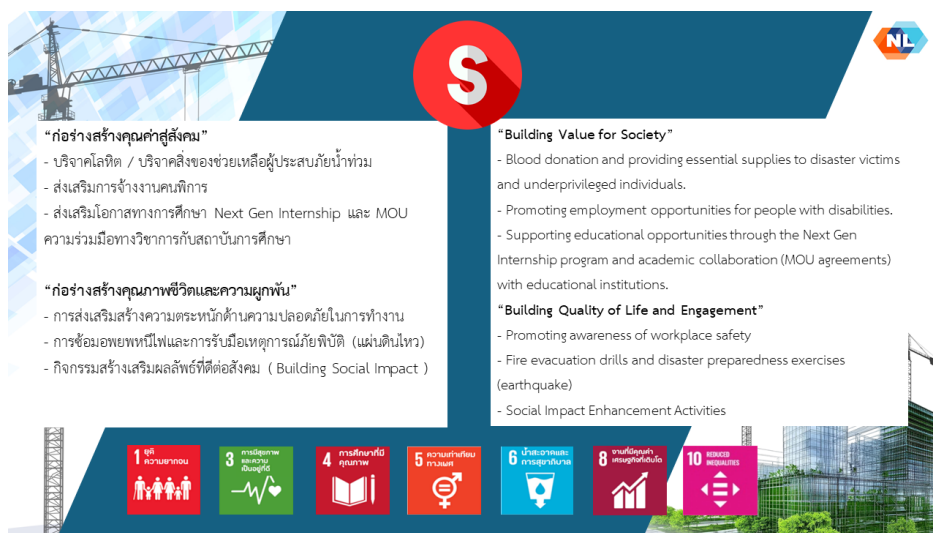 NL
S
“ก่อร่างสร้างคุณค่าสู่สังคม”
- บริจาคโลหิต / บริจาคสิ่งของช่วยเหลือผู้ประสบภัยน้ำท่วม
- ส่งเสริมการจ้างงานคนพิการ
- ส่งเสริมโอกาสทางการศึกษา Next Gen Internship และ MOU
ความร่วมมือทางวิชาการกับสถาบันการศึกษา
“ก่อร่างสร้างคุณภาพชีวิตและความผูกพัน”
- การส่งเสริมสร้างความตระหนักด้านความปลอดภัยในการทำงาน
- การซ้อมอพยพหนีไฟและการรับมือเหตุการณ์ภัยพิบัติ (แผ่นดินไหว)
- กิจกรรมสร้างเสริมผลลัพธ์ที่ดีต่อสังคม ( Building Social Impact )
“Building Value for Society”
- Blood donation and providing essential supplies to disaster victims
and underprivileged individuals.
- Promoting employment opportunities for people with disabilities.
- Supporting educational opportunities through the Next Gen
Internship program and academic collaboration (MOU agreements)
with educational institutions.
“Building Quality of Life and Engagement”
- Promoting awareness of workplace safety
- Fire evacuation drills and disaster preparedness exercises
(earthquake)
- Social Impact Enhancement Activities
1 ยุติ
ความยากจน
3 การมีสุขภาพ
และความ
เป็นอยู่ที่ดี
4 การศึกษาที่มี
คุณภาพ
5 ความเท่าเทียม
ทางเพศ
6 น้ำสะอาดและ
การสุขาภิบาล
8 งานที่มีคุณค่า
เศรษฐกิจที่เติบโต
10 REDUCED
INEQUALITIES